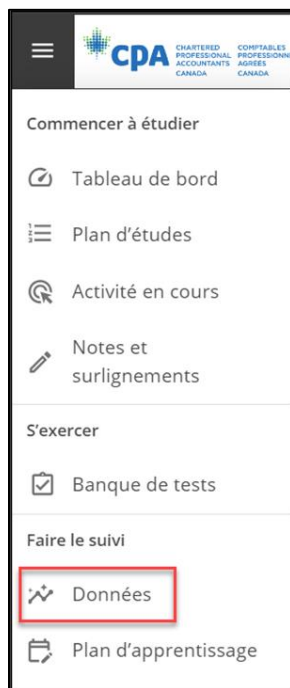 CPA
CHARTERED
PROFESSIONAL
ACCOUNTANTS
CANADA
COMPTABLES
AGRÉÉS
CANADA
Commencer à étudier
Tableau de bord
Plan d’études
Activité en cours
Notes et
surlignements
S’exercer
Banque de tests
Faire le suivi
Données
Plan d’apprentissage